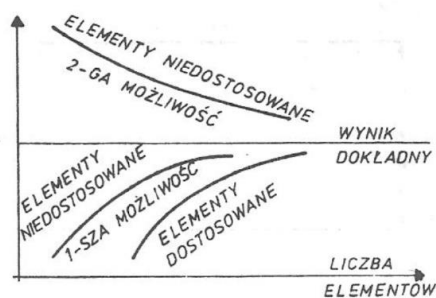 ELEMENTY NIEDOSTOSOWANE
2-GA MOŻLIWOŚĆ
WYNIK
DOKŁADNY
ELEMENTY
NIEDOSTOSOWANE
1-SZA MOŻLIWOŚĆ
ELEMENTY
DOSTOSOWANE
LICZBA
ELEMENTÓW